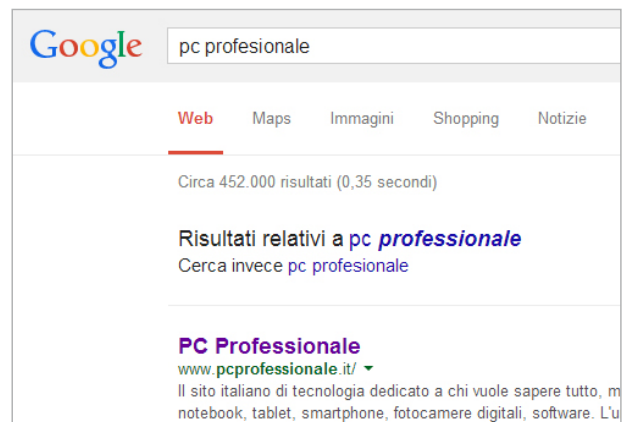 Google
pc profesionale
Web Maps Immagini Shopping Notizie
Circa 452.000 risultati (0,35 secondi)
Risultati relativi a pc professionale
Cerca invece pc profesionale
PC Professionale
www.pcprofessionale.it/
Il sito italiano di tecnologia dedicato a chi vuole sapere tutto, m
notebook, tablet, smartphone, fotocamere digitali, software. L'u